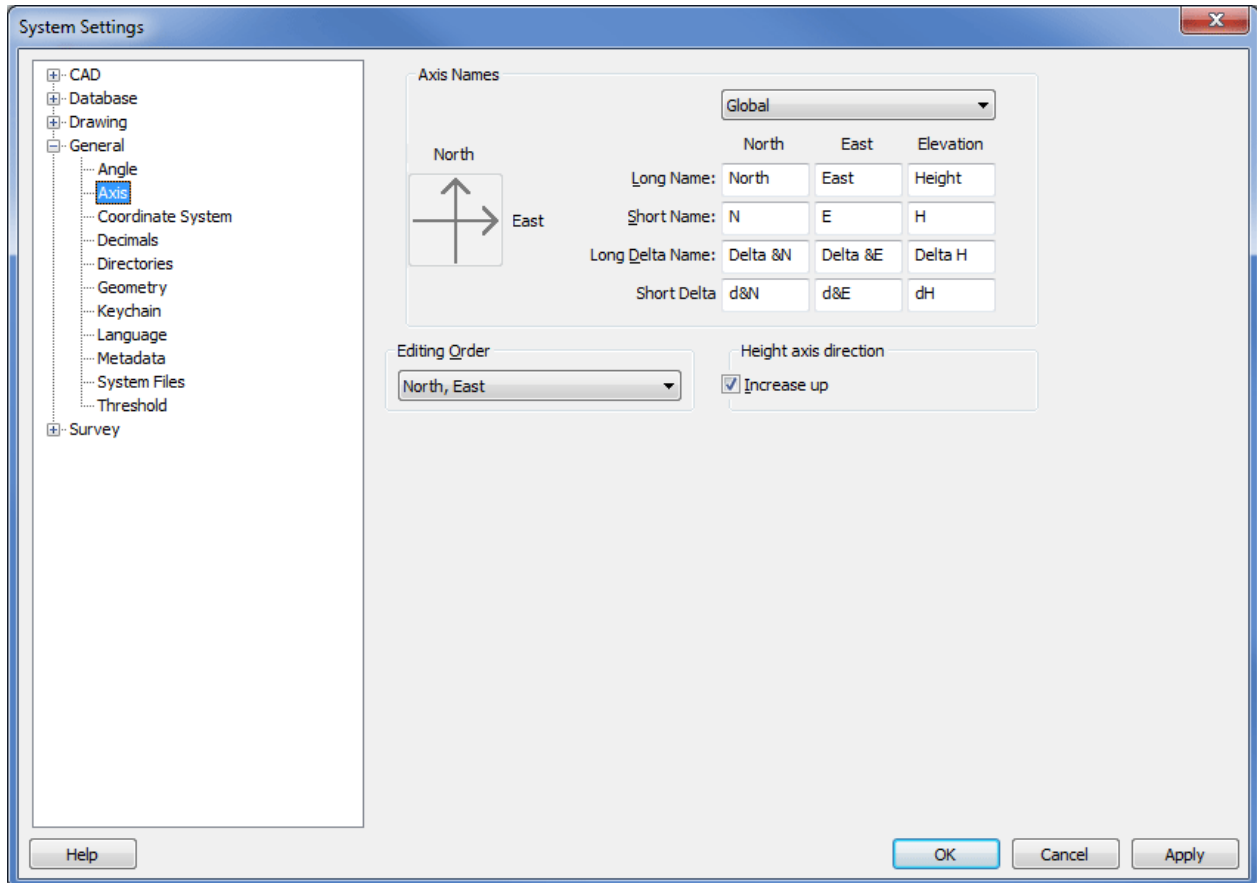 System Settings
CAD
Database
Drawing
General
Angle
Axis
Coordinate System
Decimals
Directories
Geometry
Keychain
Language
Metadata
System Files
Threshold
Survey
Axis Names
Global
North East Elevation
North
East
Long Name: North East Height
Short Name: N E H
Long Delta Name: Delta &N Delta &E Delta H
Short Delta d&N d&E dH
Editing Order
North, East
Height axis direction
Increase up
Help
OK Cancel Apply